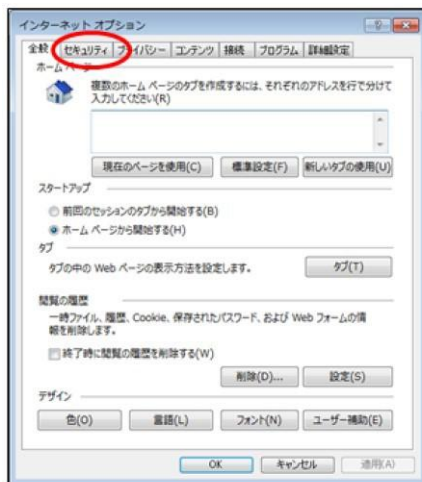 インターネット オプション
全般 セキュリティ プライバシー コンテンツ 接続 プログラム 詳細設定
ホーム ページ
複数のホーム ページのタブを作成するには、それぞれのアドレスを行で分けて
入力してください(R)
現在のページを使用(C) 標準設定(F) 新しいタブの使用(U)
スタートアップ
前回のセッションのタブから開始する(B)
ホーム ページから開始する(H)
タブ
タブの中の Web ページの表示方法を設定します。 タブ(T)
閲覧の履歴
一時ファイル、履歴、Cookie、保存されたパスワード、および Web フォームの情
報を削除します。
終了時に閲覧の履歴を削除する(W)
削除(D)... 設定(S)
デザイン
色(O) 言語(L) フォント(N) ユーザー補助(E)
OK キャンセル 適用(A)